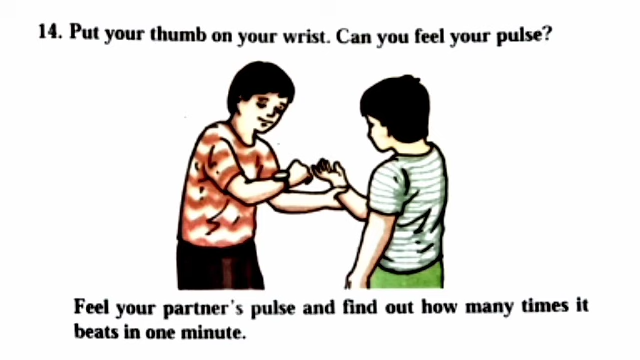 14. Put your thumb on your wrist. Can you feel your pulse?
Feel your partner's pulse and find out how many times it
beats in one minute.